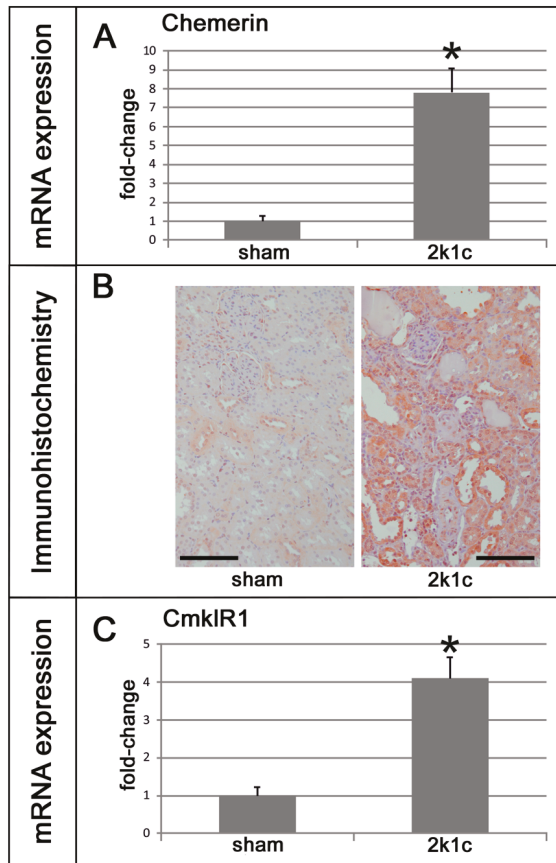 mRNA expression
A
Chemerin
fold-change
10
9
8
7
6
5
4
3
2
1
0
*
sham
2k1c
Immunohistochemistry
B
sham
2k1c
mRNA expression
C
CmklR1
fold-change
5
4
3
2
1
0
*
sham
2k1c